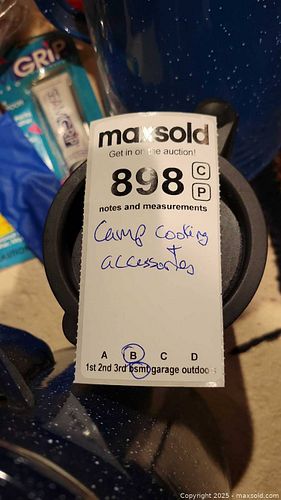 GRIP
maxsold
Get in on the auction!
898 C
P
notes and measurements
Camp Cooking
+
accessories
A B C D
1st 2nd 3rd bsmt garage outdoo
Copyright 2025 - maxsold.com